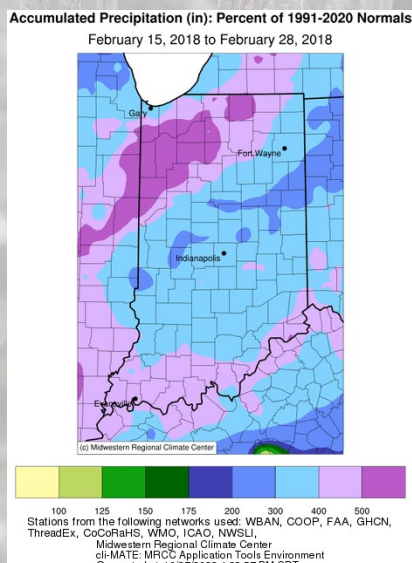 Accumulated Precipitation (in): Percent of 1991-2020 Normals
February 15, 2018 to February 28, 2018
Gary
Fort Wayne
Indianapolis
Evansville
(c) Midwestern Regional Climate Center
100 125 150 175 200 300 400 500
Stations from the following networks used: WBAN, COOP, FAA, GHCN,
ThreadEx, CoCoRaHS, WMO, ICAO, NWSLI,
Midwestern Regional Climate Center
cli-MATE: MRCC Application Tools Environment